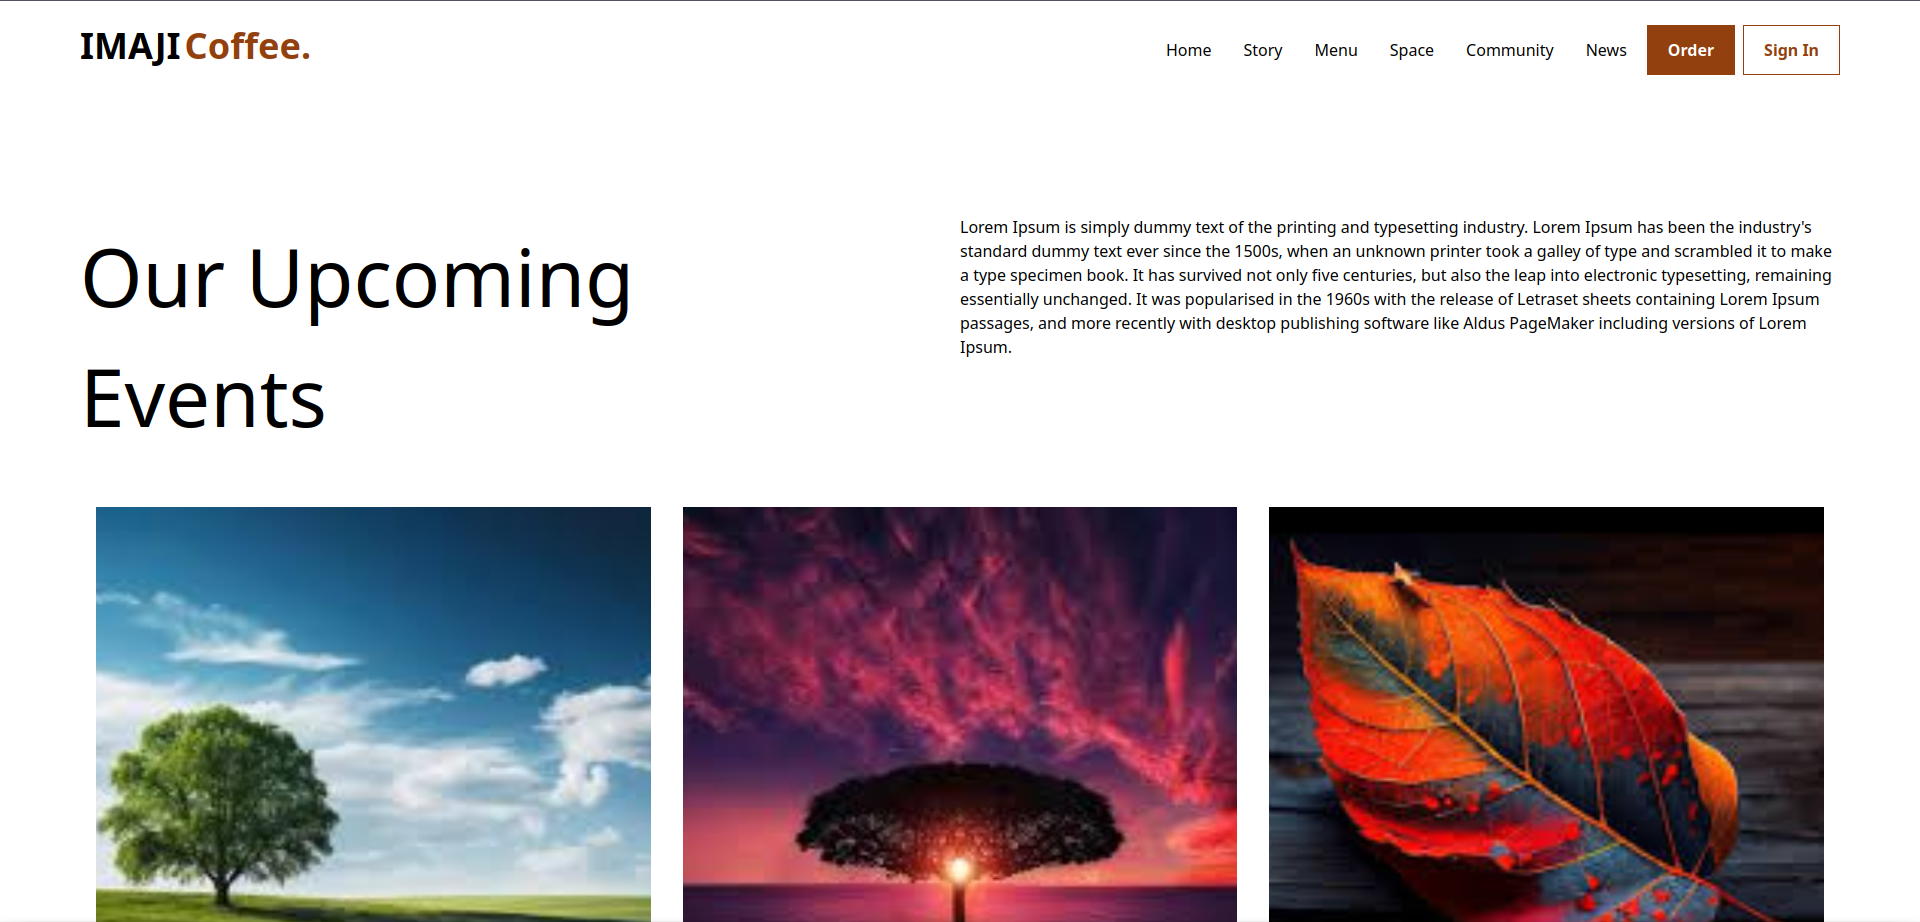 IMAJI Coffee.
Home Story Menu Space Community News Order Sign In
Our Upcoming
Events
Lorem Ipsum is simply dummy text of the printing and typesetting industry. Lorem Ipsum has been the industry's
standard dummy text ever since the 1500s, when an unknown printer took a galley of type and scrambled it to make
a type specimen book. It has survived not only five centuries, but also the leap into electronic typesetting, remaining
essentially unchanged. It was popularised in the 1960s with the release of Letraset sheets containing Lorem Ipsum
passages, and more recently with desktop publishing software like Aldus PageMaker including versions of Lorem
Ipsum.